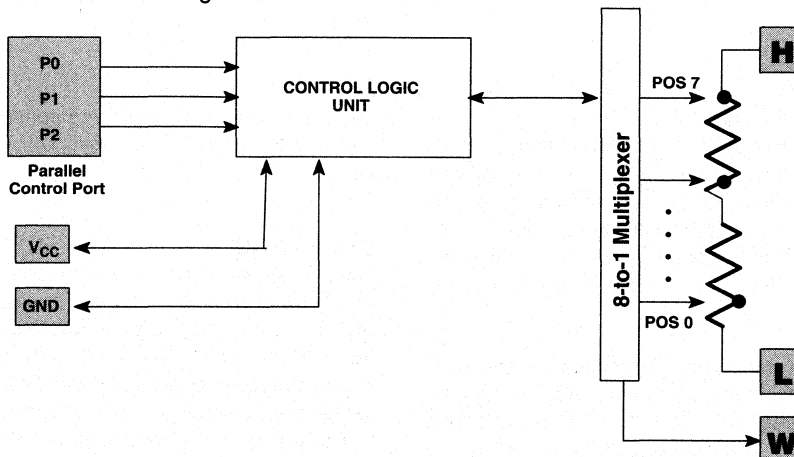 P0
P1
P2
Parallel
Control Port
VCC
GND
CONTROL LOGIC
UNIT
8-to-1 Multiplexer
POS 7
POS 0
H
L
W